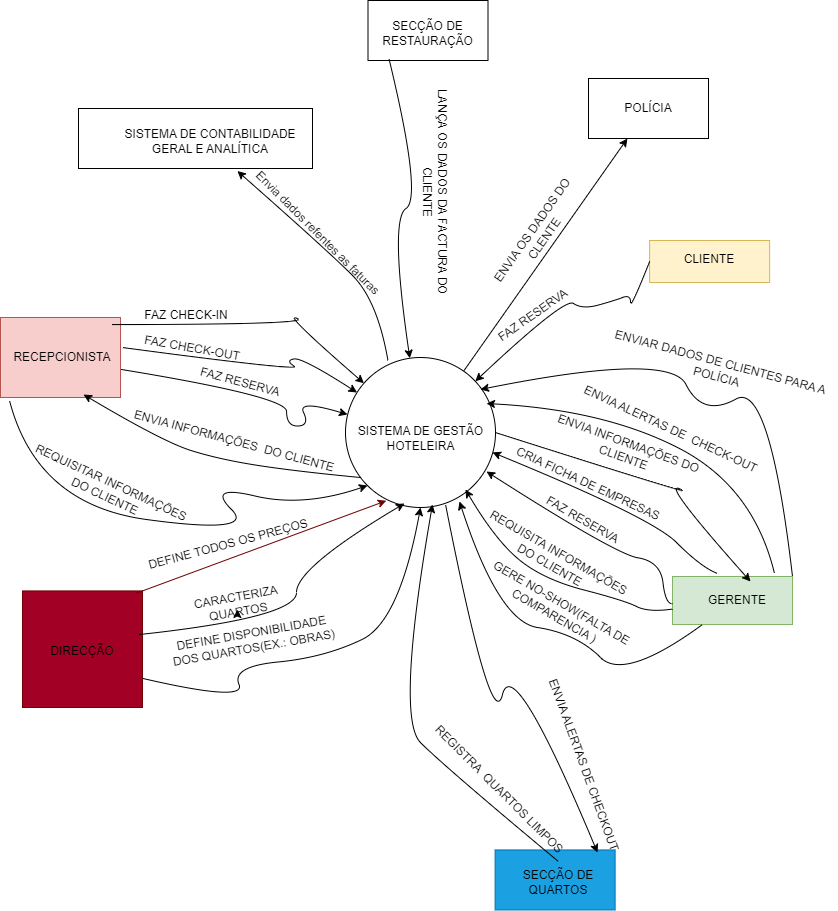 SECÇÃO DE
RESTAURAÇÃO
POLÍCIA
SISTEMA DE CONTABILIDADE
GERAL E ANALÍTICA
LANÇA OS DADOS DA FACTURA DO
CLIENTE
Envia dados refentes as faturas
ENVIA OS DADOS DO
CLENTE
CLIENTE
FAZ RESERVA
FAZ CHECK-IN
RECEPCIONISTA
FAZ CHECK-OUT
FAZ RESERVA
ENVIAR DADOS DE CLIENTES PARA A
POLÍCIA
ENVIA ALERTAS DE CHECK-OUT
SISTEMA DE GESTÃO
HOTELEIRA
ENVIA INFORMAÇÕES DO CLIENTE
ENVIA INFORMAÇÕES DO
CLIENTE
REQUISITAR INFORMAÇÕES
DO CLIENTE
CRIA FICHA DE EMPRESAS
FAZ RESERVA
REQUISITA INFORMAÇÕES
DO CLIENTE
DEFINE TODOS OS PREÇOS
GERE NO-SHOW(FALTA DE
COMPARENCIA )
GERENTE
CARACTERIZA
QUARTOS
DIRECÇÃO
DEFINE DISPONIBILIDADE
DOS QUARTOS(EX.: OBRAS)
ENVIA ALERTAS DE CHECKOUT
REGISTRA QUARTOS LIMPOS
SECÇÃO DE
QUARTOS